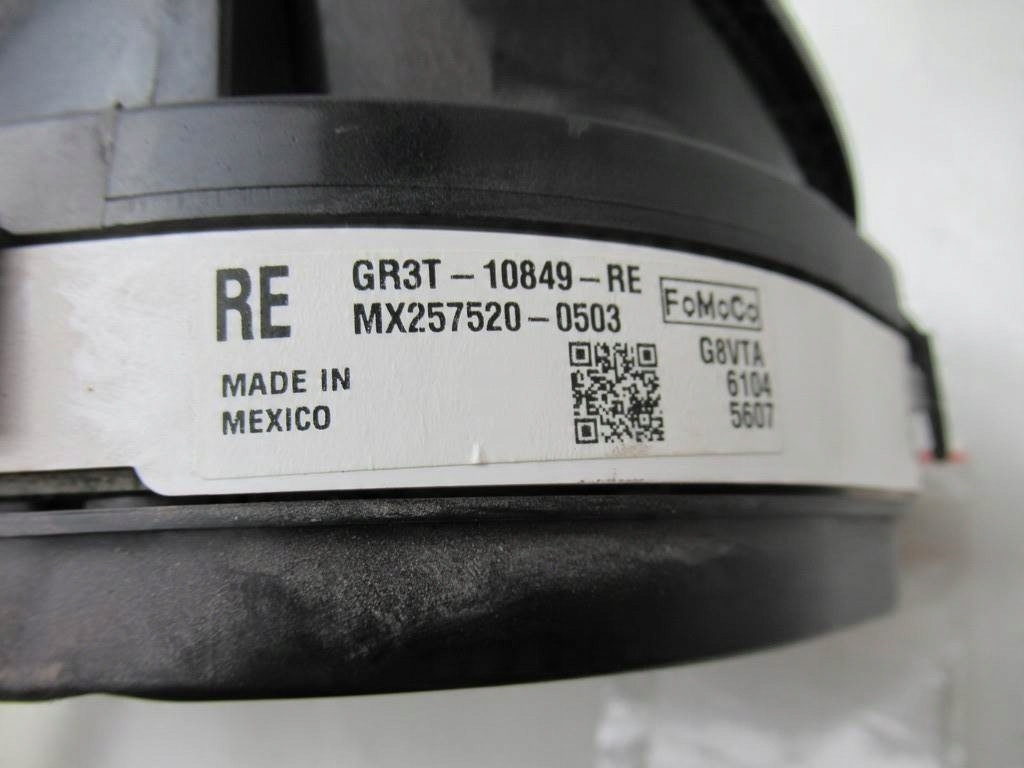 RE
GR3T-10849-RE
MX257520-0503
FoMoCo
MADE IN
MEXICO
G8VTA
6104
5607